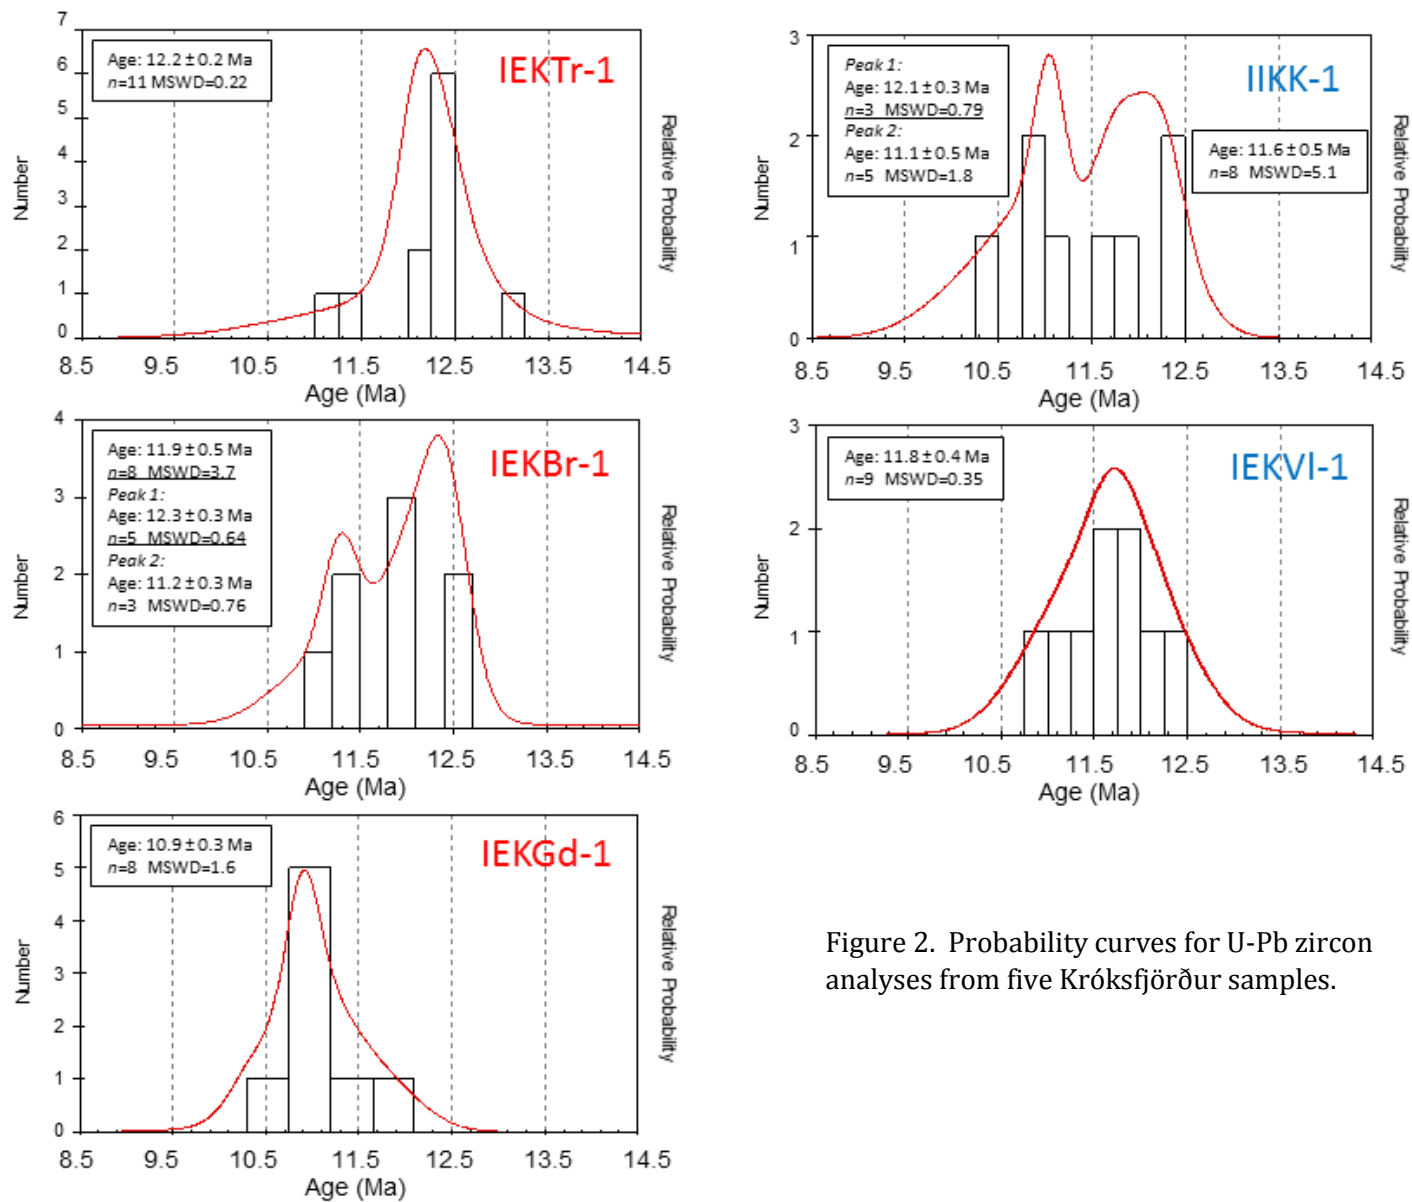 7
6
5
4
3
2
1
0
Number
Age: 12.2 ± 0.2 Ma
n=11 MSWD=0.22
IEKTr-1
Relative Probability
8.5 9.5 10.5 11.5 12.5 13.5 14.5
Age (Ma)
3
2
1
0
Number
Peak 1:
Age: 12.1 ± 0.3 Ma
n=3 MSWD=0.79
Peak 2:
Age: 11.1 ± 0.5 Ma
n=5 MSWD=1.8
IIKK-1
Age: 11.6 ± 0.5 Ma
n=8 MSWD=5.1
Relative Probability
8.5 9.5 10.5 11.5 12.5 13.5 14.5
Age (Ma)
4
3
2
1
0
Number
Age: 11.9 ± 0.5 Ma
n=8 MSWD=3.7
Peak 1:
Age: 12.3 ± 0.3 Ma
n=5 MSWD=0.64
Peak 2:
Age: 11.2 ± 0.3 Ma
n=3 MSWD=0.76
IEKBr-1
Relative Probability
8.5 9.5 10.5 11.5 12.5 13.5 14.5
Age (Ma)
3
2
1
0
Number
Age: 11.8 ± 0.4 Ma
n=9 MSWD=0.35
IEKVl-1
Relative Probability
8.5 9.5 10.5 11.5 12.5 13.5 14.5
Age (Ma)
6
5
4
3
2
1
0
Number
Age: 10.9 ± 0.3 Ma
n=8 MSWD=1.6
IEKGd-1
Relative Probability
8.5 9.5 10.5 11.5 12.5 13.5 14.5
Age (Ma)
Figure 2. Probability curves for U-Pb zircon
analyses from five Króksfjörður samples.